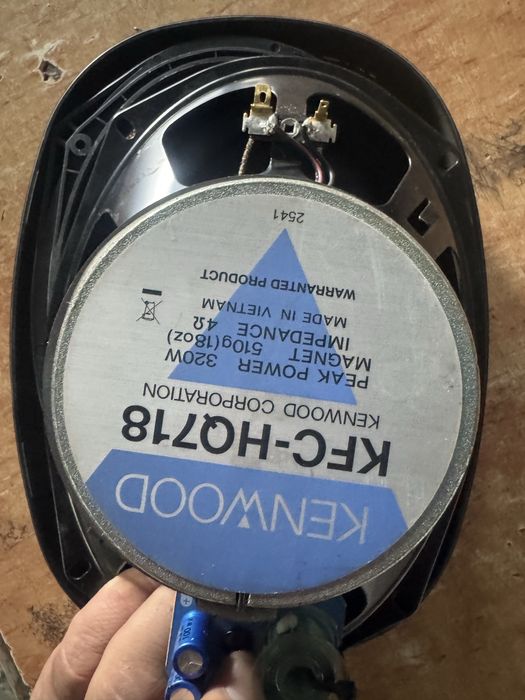 KENWOOD
KFC-HQ718
KENWOOD CORPORATION
PEAK POWER 320W
MAGNET 510g(18oz)
IMPEDANCE 4Ω
MADE IN VIETNAM
WARRANTED PRODUCT
2541